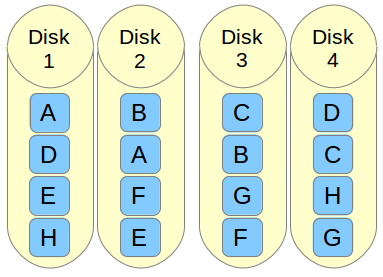 Disk 1
Disk 2
Disk 3
Disk 4
A B C D
D A B C
E F G H
H E F G